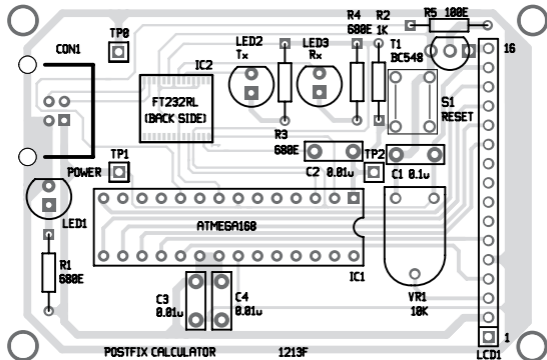 R5 100E
R4 R2
680E 1K
TP0
LED2 LED3
Tx Rx
T1
BC548
16
CON1
IC2
FT232RL
(BACK SIDE)
S1
RESET
R3
680E
TP1
TP2
POWER
C2 0.01u
C1 0.1u
LED1
ATMEGA168
IC1
R1
680E
C3
0.01u
C4
0.01u
VR1
10K
1
POSTFIX CALCULATOR 1213F
LCD1